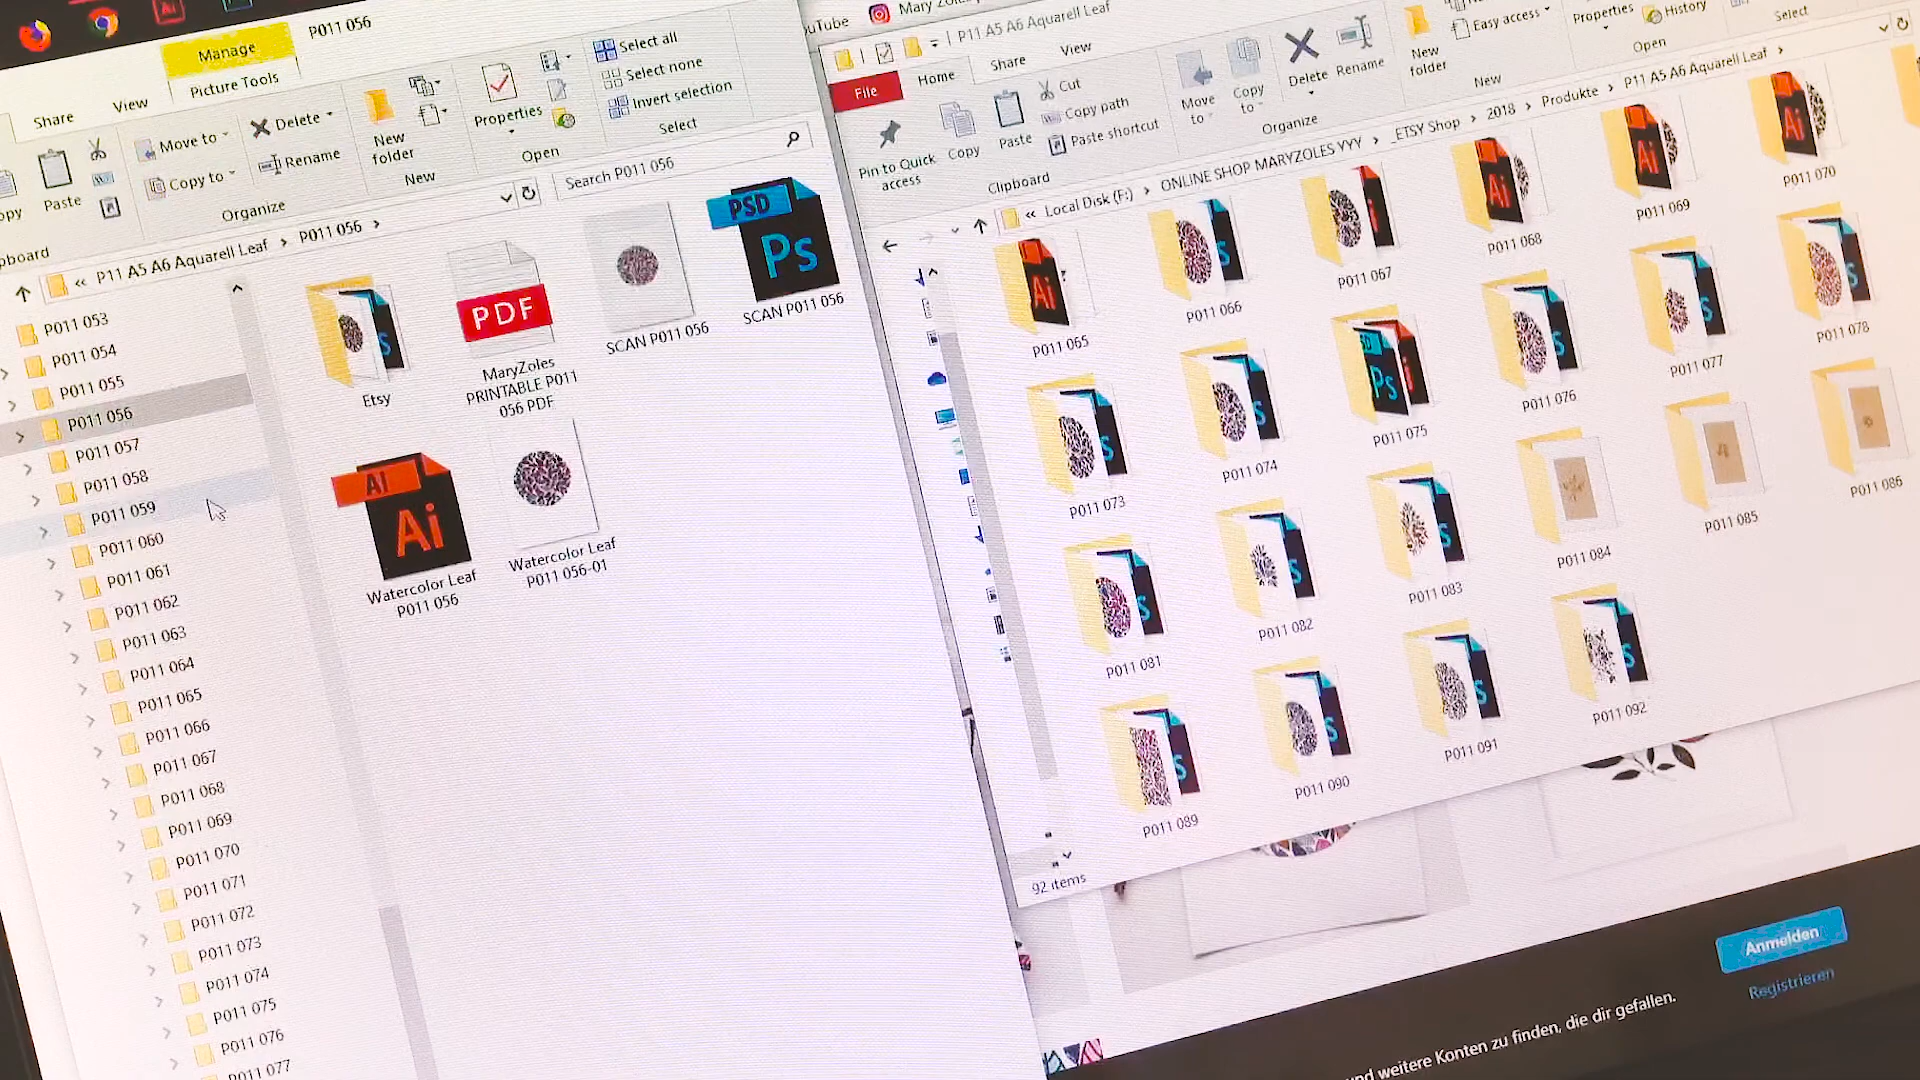 Manage
P011 056
Picture Tools
Share
View
Paste
Move to
Copy to
Delete
Rename
Organize
New folder
New
Properties
Open
Select all
Select none
Invert selection
Select
P11 A5 A6 Aquarell Leaf > P011 056 >
Search P011 056
P011 053
P011 054
P011 055
P011 056
P011 057
P011 058
P011 059
P011 060
P011 061
P011 062
P011 063
P011 064
P011 065
P011 066
P011 067
P011 068
P011 069
P011 070
P011 071
P011 072
P011 073
P011 074
P011 075
P011 076
P011 077
Etsy
PDF
MaryZoles
PRINTABLE P011
056 PDF
SCAN P011 056
PSD
Ps
SCAN P011 056
AI
Ai
Watercolor Leaf
P011 056
Watercolor Leaf
P011 056-01
P11 A5 A6 Aquarell Leaf
File
Home
Share
View
Pin to Quick
access
Copy
Paste
Cut
Copy path
Paste shortcut
Clipboard
Move
to
Copy
to
Delete
Rename
Organize
New
folder
Easy access
New
Properties
History
Open
Select
« Local Disk (F:) > ONLINE SHOP MARYZOLES YYY > _ETSY Shop > 2018 > Produkte > P11 A5 A6 Aquarell Leaf >
P011 065
P011 066
P011 067
P011 068
P011 069
P011 070
P011 073
P011 074
P011 075
P011 076
P011 077
P011 078
P011 081
P011 082
P011 083
P011 084
P011 085
P011 086
P011 089
P011 090
P011 091
P011 092
92 items
Anmelden
Registrieren
und weitere Konten zu finden, die dir gefallen.